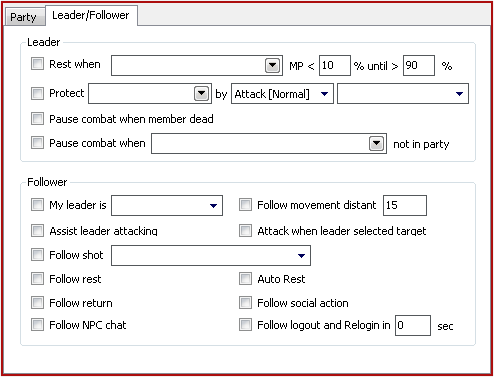 Party Leader/Follower
Leader
Rest when MP < 10 % until > 90 %
Protect by Attack [Normal]
Pause combat when member dead
Pause combat when not in party
Follower
My leader is Follow movement distant 15
Assist leader attacking Attack when leader selected target
Follow shot
Follow rest Auto Rest
Follow return Follow social action
Follow NPC chat Follow logout and Relogin in 0 sec